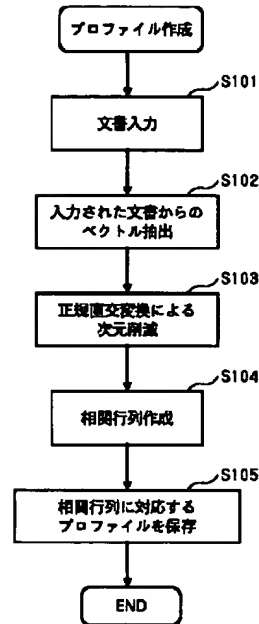 プロファイル作成
S101
文書入力
S102
入力された文書からの
ベクトル抽出
S103
正規直交変換による
次元削減
S104
相関行列作成
S105
相関行列に対応する
プロファイルを保存
END